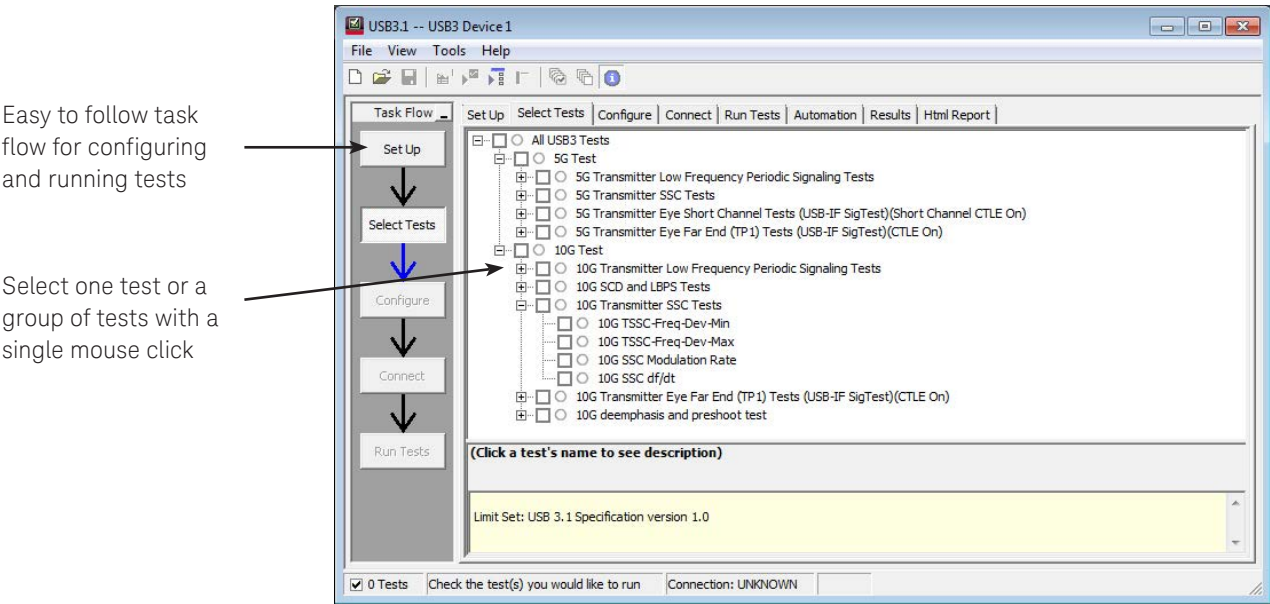 Easy to follow task
flow for configuring
and running tests
Select one test or a
group of tests with a
single mouse click
USB3.1 -- USB3 Device 1
File View Tools Help
Task Flow
Set Up
Select Tests
Configure
Connect
Run Tests
Set Up Select Tests Configure Connect Run Tests Automation Results Html Report
All USB3 Tests
5G Test
5G Transmitter Low Frequency Periodic Signaling Tests
5G Transmitter SSC Tests
5G Transmitter Eye Short Channel Tests (USB-IF SigTest)(Short Channel CTLE On)
5G Transmitter Eye Far End (TP1) Tests (USB-IF SigTest)(CTLE On)
10G Test
10G Transmitter Low Frequency Periodic Signaling Tests
10G SCD and LBPS Tests
10G Transmitter SSC Tests
10G TSSC-Freq-Dev-Min
10G TSSC-Freq-Dev-Max
10G SSC Modulation Rate
10G SSC df/dt
10G Transmitter Eye Far End (TP1) Tests (USB-IF SigTest)(CTLE On)
10G deemphasis and preshoot test
(Click a test's name to see description)
Limit Set: USB 3.1 Specification version 1.0
0 Tests Check the test(s) you would like to run Connection: UNKNOWN